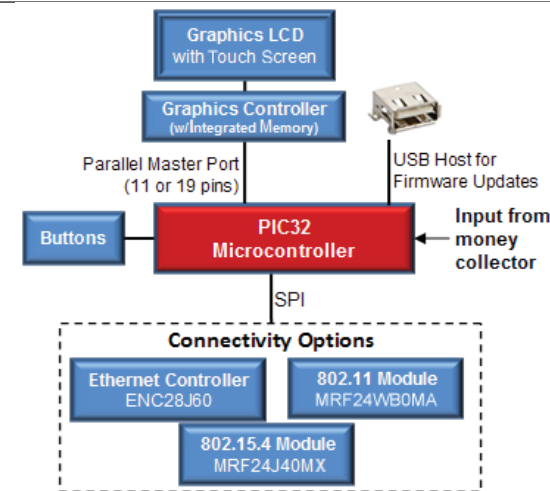 Graphics LCD
with Touch Screen
Graphics Controller
(w/Integrated Memory)
Parallel Master Port
(11 or 19 pins)
USB Host for
Firmware Updates
Buttons
PIC32
Microcontroller
Input from
money
collector
SPI
Connectivity Options
Ethernet Controller
ENC28J60
802.11 Module
MRF24WB0MA
802.15.4 Module
MRF24J40MX